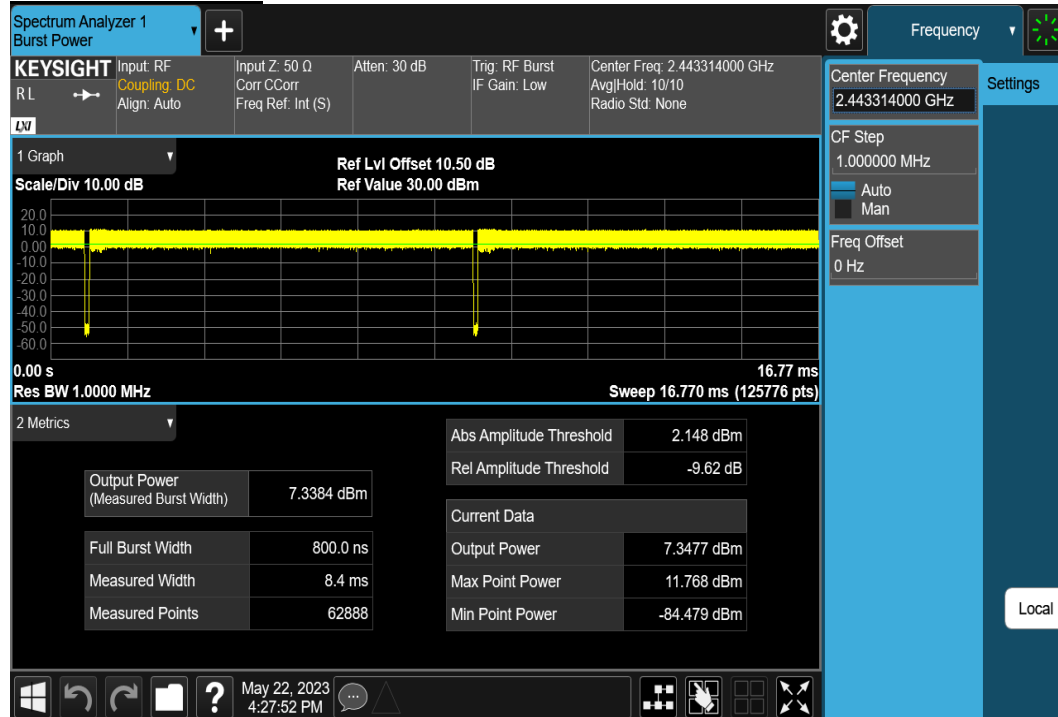 Spectrum Analyzer 1
Burst Power
+
Frequency
KEYSIGHT
R L
LXI
Input: RF
Coupling: DC
Align: Auto
Input Z: 50 Ω
Corr CCorr
Freq Ref: Int (S)
Atten: 30 dB
Trig: RF Burst
IF Gain: Low
Center Freq: 2.443314000 GHz
Avg|Hold: 10/10
Radio Std: None
Center Frequency
2.443314000 GHz
Settings
CF Step
1.000000 MHz
Auto
Man
Freq Offset
0 Hz
1 Graph
Scale/Div 10.00 dB
Ref Lvl Offset 10.50 dB
Ref Value 30.00 dBm
20.0
10.0
0.00
-10.0
-20.0
-30.0
-40.0
-50.0
-60.0
0.00 s
16.77 ms
Res BW 1.0000 MHz
Sweep 16.770 ms (125776 pts)
2 Metrics
Output Power
(Measured Burst Width)
7.3384 dBm
Full Burst Width 800.0 ns
Measured Width 8.4 ms
Measured Points 62888
Abs Amplitude Threshold 2.148 dBm
Rel Amplitude Threshold -9.62 dB
Current Data
Output Power 7.3477 dBm
Max Point Power 11.768 dBm
Min Point Power -84.479 dBm
Local
?
May 22, 2023
4:27:52 PM